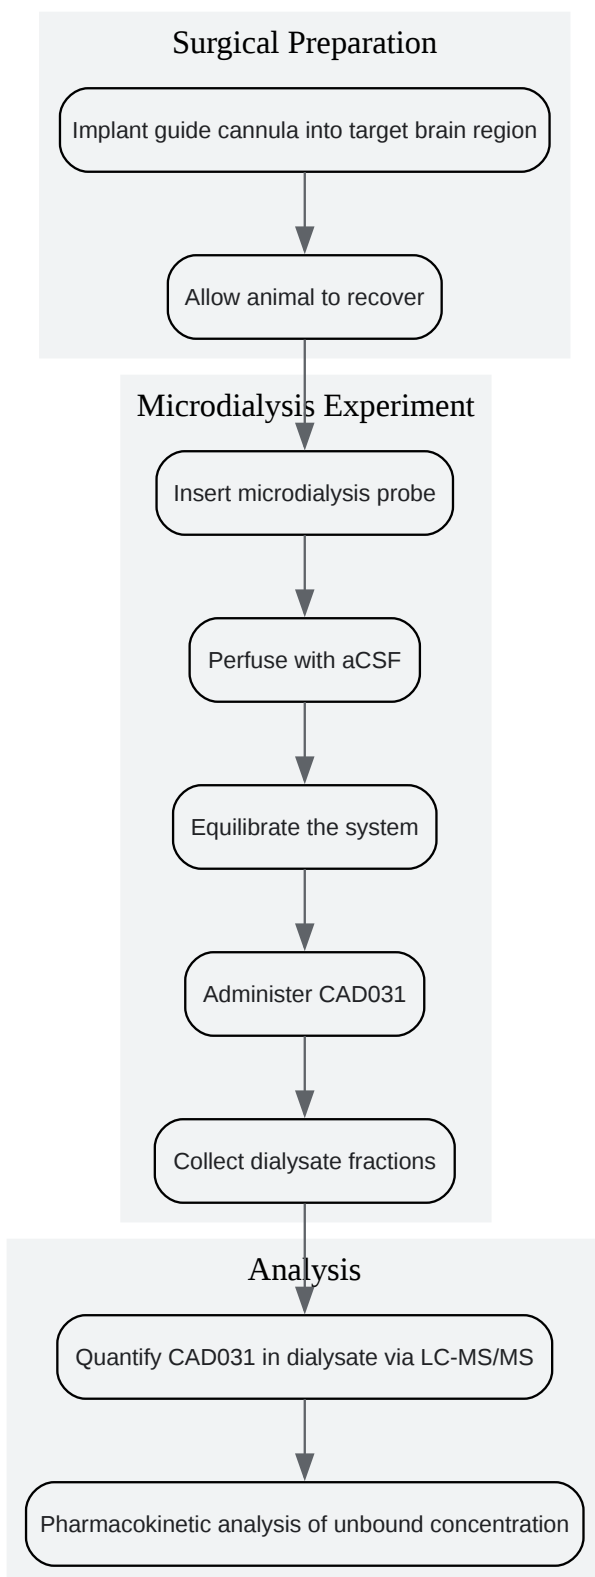 Surgical Preparation
Implant guide cannula into target brain region
Allow animal to recover
Microdialysis Experiment
Insert microdialysis probe
Perfuse with aCSF
Equilibrate the system
Administer CAD031
Collect dialysate fractions
Analysis
Quantify CAD031 in dialysate via LC-MS/MS
Pharmacokinetic analysis of unbound concentration